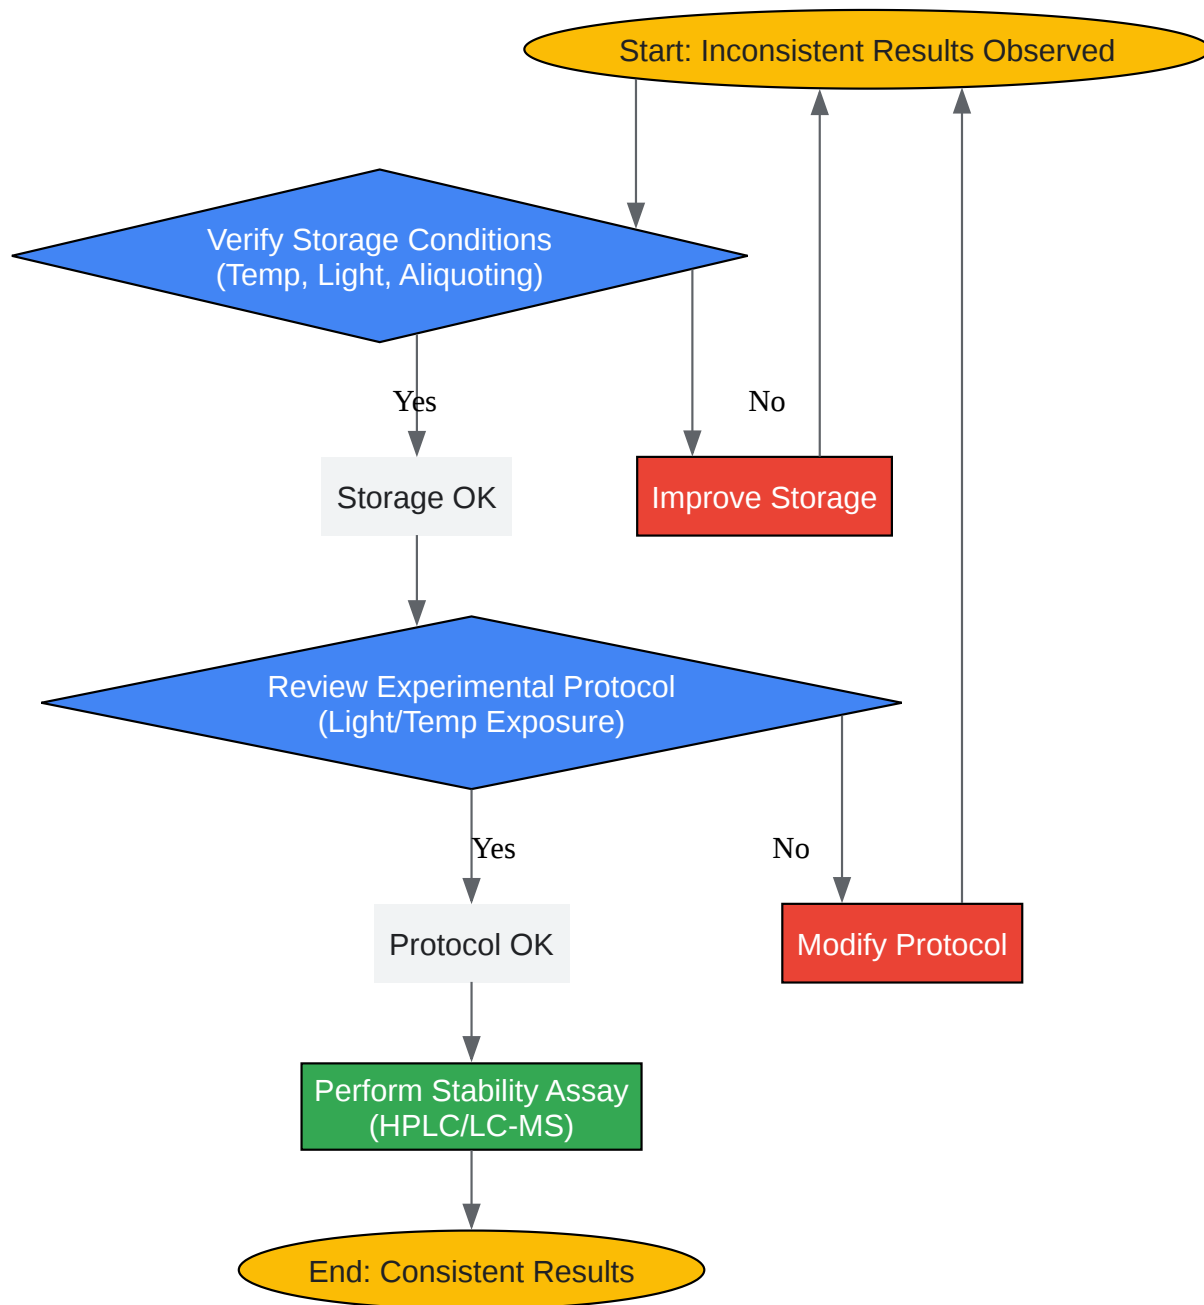 Start: Inconsistent Results Observed
Verify Storage Conditions
(Temp, Light, Aliquoting)
Yes
No
Storage OK
Improve Storage
Review Experimental Protocol
(Light/Temp Exposure)
Yes
No
Protocol OK
Modify Protocol
Perform Stability Assay
(HPLC/LC-MS)
End: Consistent Results